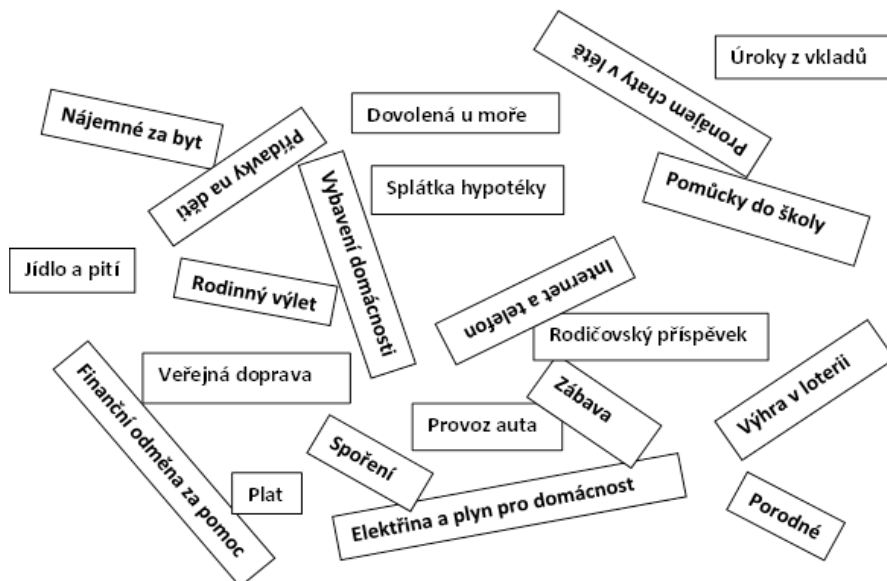 Úroky z vkladů
Pronájem chaty v létě
Dovolená u moře
Nájemné za byt
Přídavky na děti
Splátka hypotéky
Pomůcky do školy
Vybavení domácnosti
Jídlo a pití
Rodinný výlet
Internet a telefon
Rodičovský příspěvek
Veřejná doprava
Zábava
Výhra v loterii
Finanční odměna za pomoc
Provoz auta
Spoření
Plat
Elektřina a plyn pro domácnost
Porodné